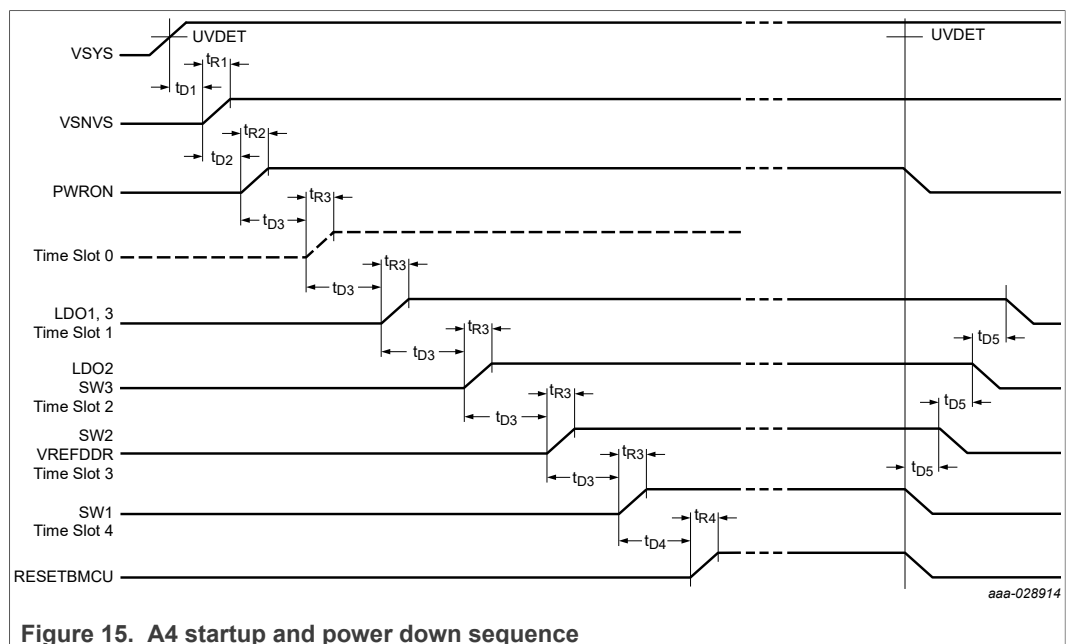 UVDET
UVDET
VSYS
tR1
tD1
VSNVS
tR2
tD2
PWRON
tR3
tD3
Time Slot 0
tR3
tD3
LDO1, 3
Time Slot 1
tR3
tD5
tD3
LDO2
SW3
Time Slot 2
tR3
tD5
tD3
SW2
VREFDDR
Time Slot 3
tR3
tD5
tD3
SW1
Time Slot 4
tR4
tD4
RESETBMCU
aaa-028914
Figure 15. A4 startup and power down sequence